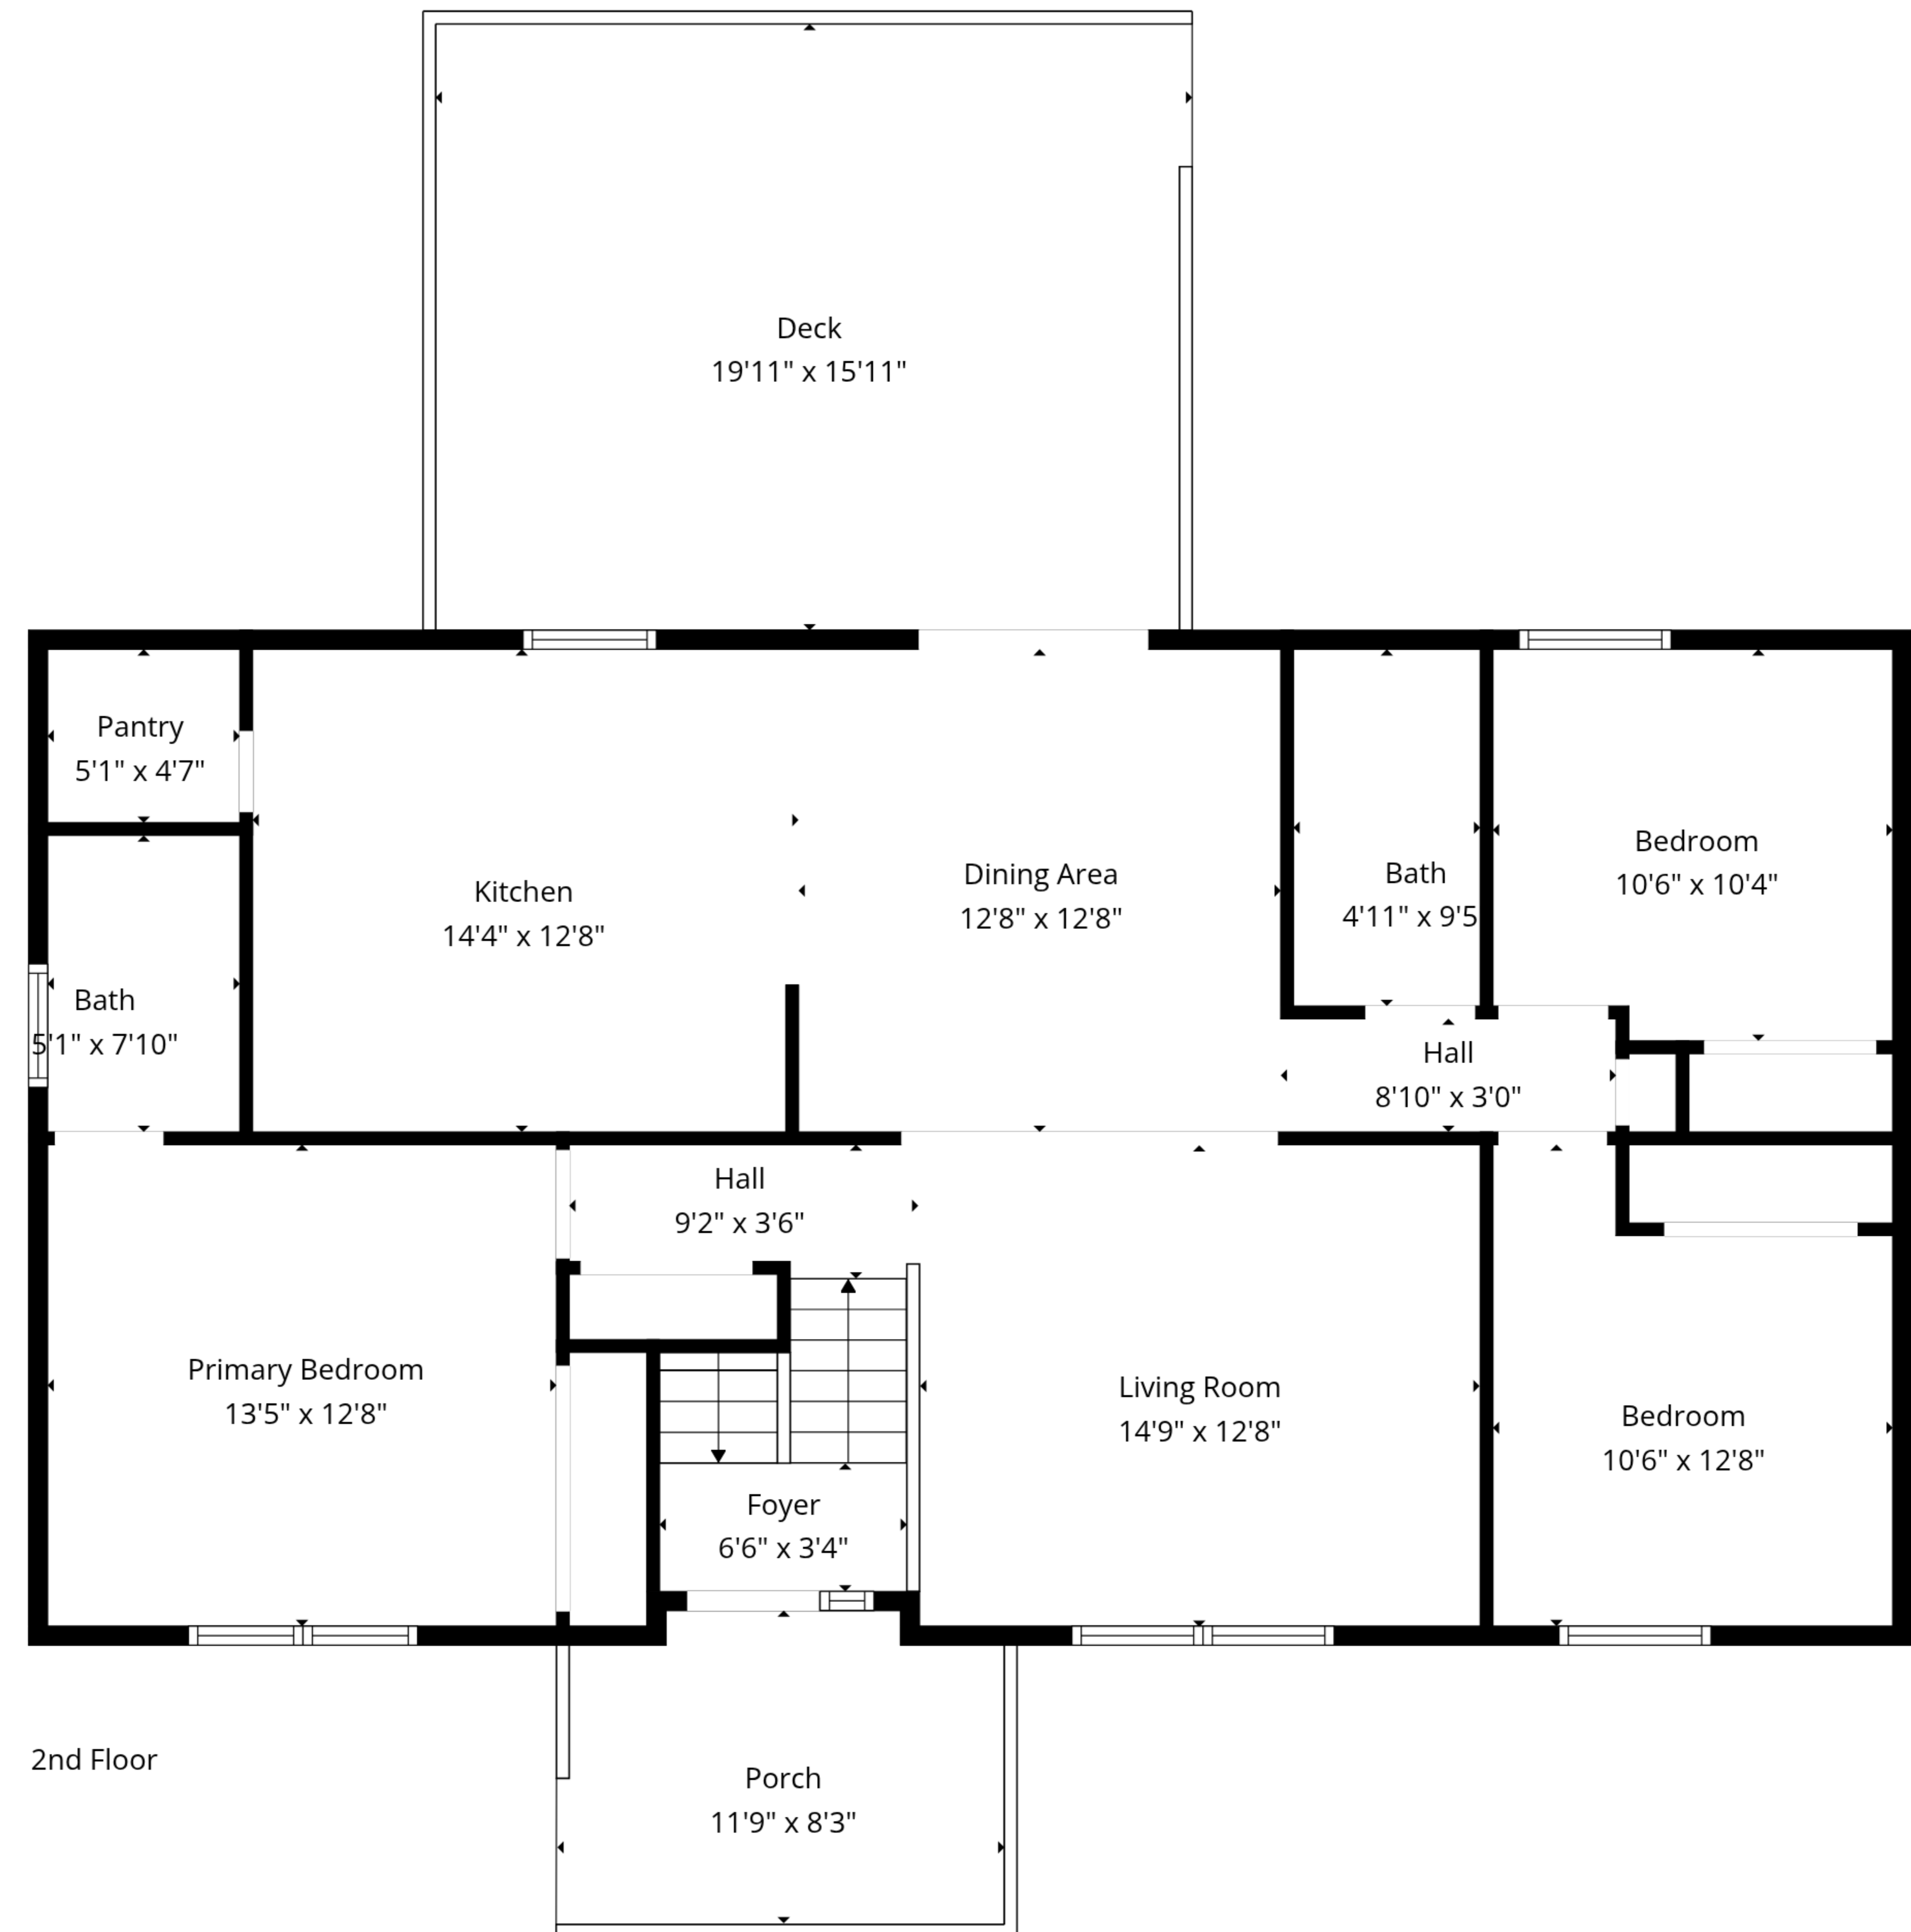 Deck
19'11" x 15'11"
Pantry
5'1" x 4'7"
Kitchen
14'4" x 12'8"
Dining Area
12'8" x 12'8"
Bath
4'11" x 9'5
Bedroom
10'6" x 10'4"
Bath
5'1" x 7'10"
Hall
8'10" x 3'0"
Hall
9'2" x 3'6"
Primary Bedroom
13'5" x 12'8"
Living Room
14'9" x 12'8"
Bedroom
10'6" x 12'8"
Foyer
6'6" x 3'4"
2nd Floor
Porch
11'9" x 8'3"